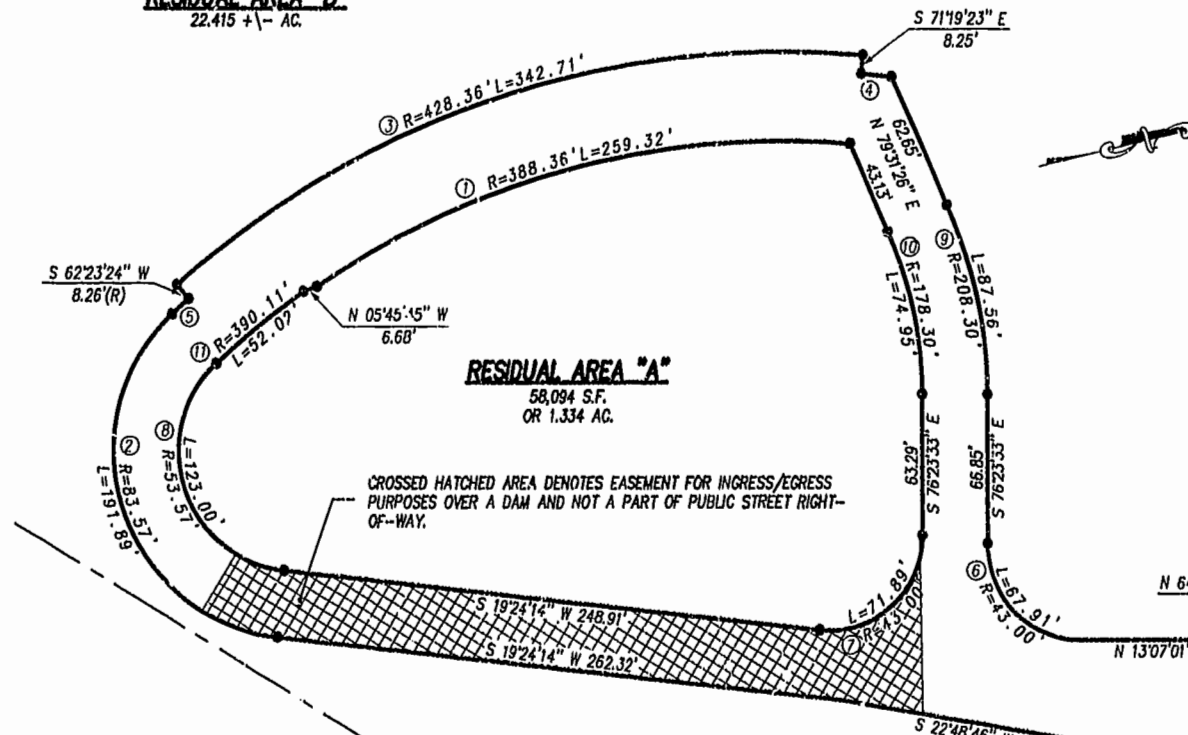 RESIDUAL AREA "B"
22.415 +\- AC.
S 71°19'23" E
8.25'
③ R=428.36' L=342.71'
④
① R=388.36' L=259.32'
62.65'
N 79°31'26" E
43.13'
S 62°23'24" W
8.26'(R)
⑤
⑨ R=208.30'
L=87.56'
⑩ R=178.30'
L=74.95'
N 05°45'45" W
6.68'
⑪ R=390.11'
L=52.07'
RESIDUAL AREA "A"
58,094 S.F.
OR 1.334 AC.
63.29'
S 76°23'33" E
66.85'
S 76°23'33" E
⑧ R=53.57'
L=123.00'
② R=83.57'
L=191.89'
CROSSED HATCHED AREA DENOTES EASEMENT FOR INGRESS/EGRESS
PURPOSES OVER A DAM AND NOT A PART OF PUBLIC STREET RIGHT-
OF-WAY.
⑥ R=43.00'
L=67.91'
N 64
S 19°24'14" W 248.91'
L=71.89'
⑦ R=43.00'
N 13°07'01"
S 19°24'14" W 262.32'
S 22°48'46"